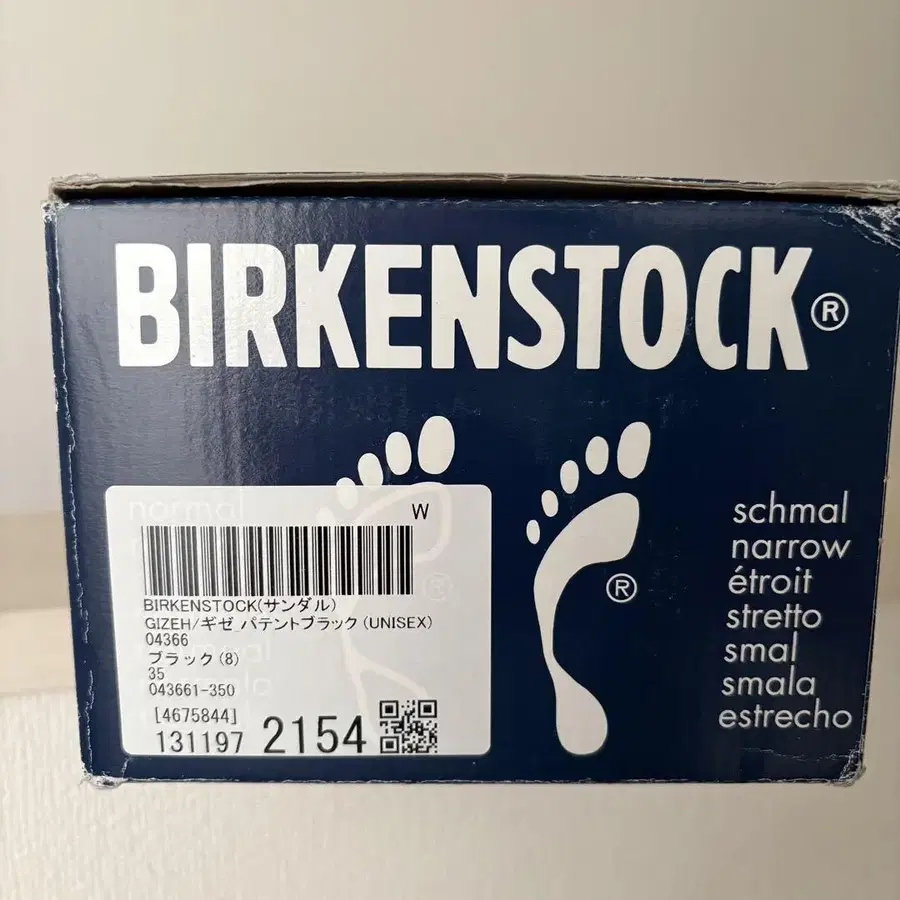 BIRKENSTOCK®
normal
W
BIRKENSTOCK(サンダル)
GIZEH/ギゼ_パテントブラック(UNISEX)
04366
ブラック(8)
35
043661-350
[4675844]
131197 2154
®
schmal
narrow
étroit
stretto
smal
smala
estrecho